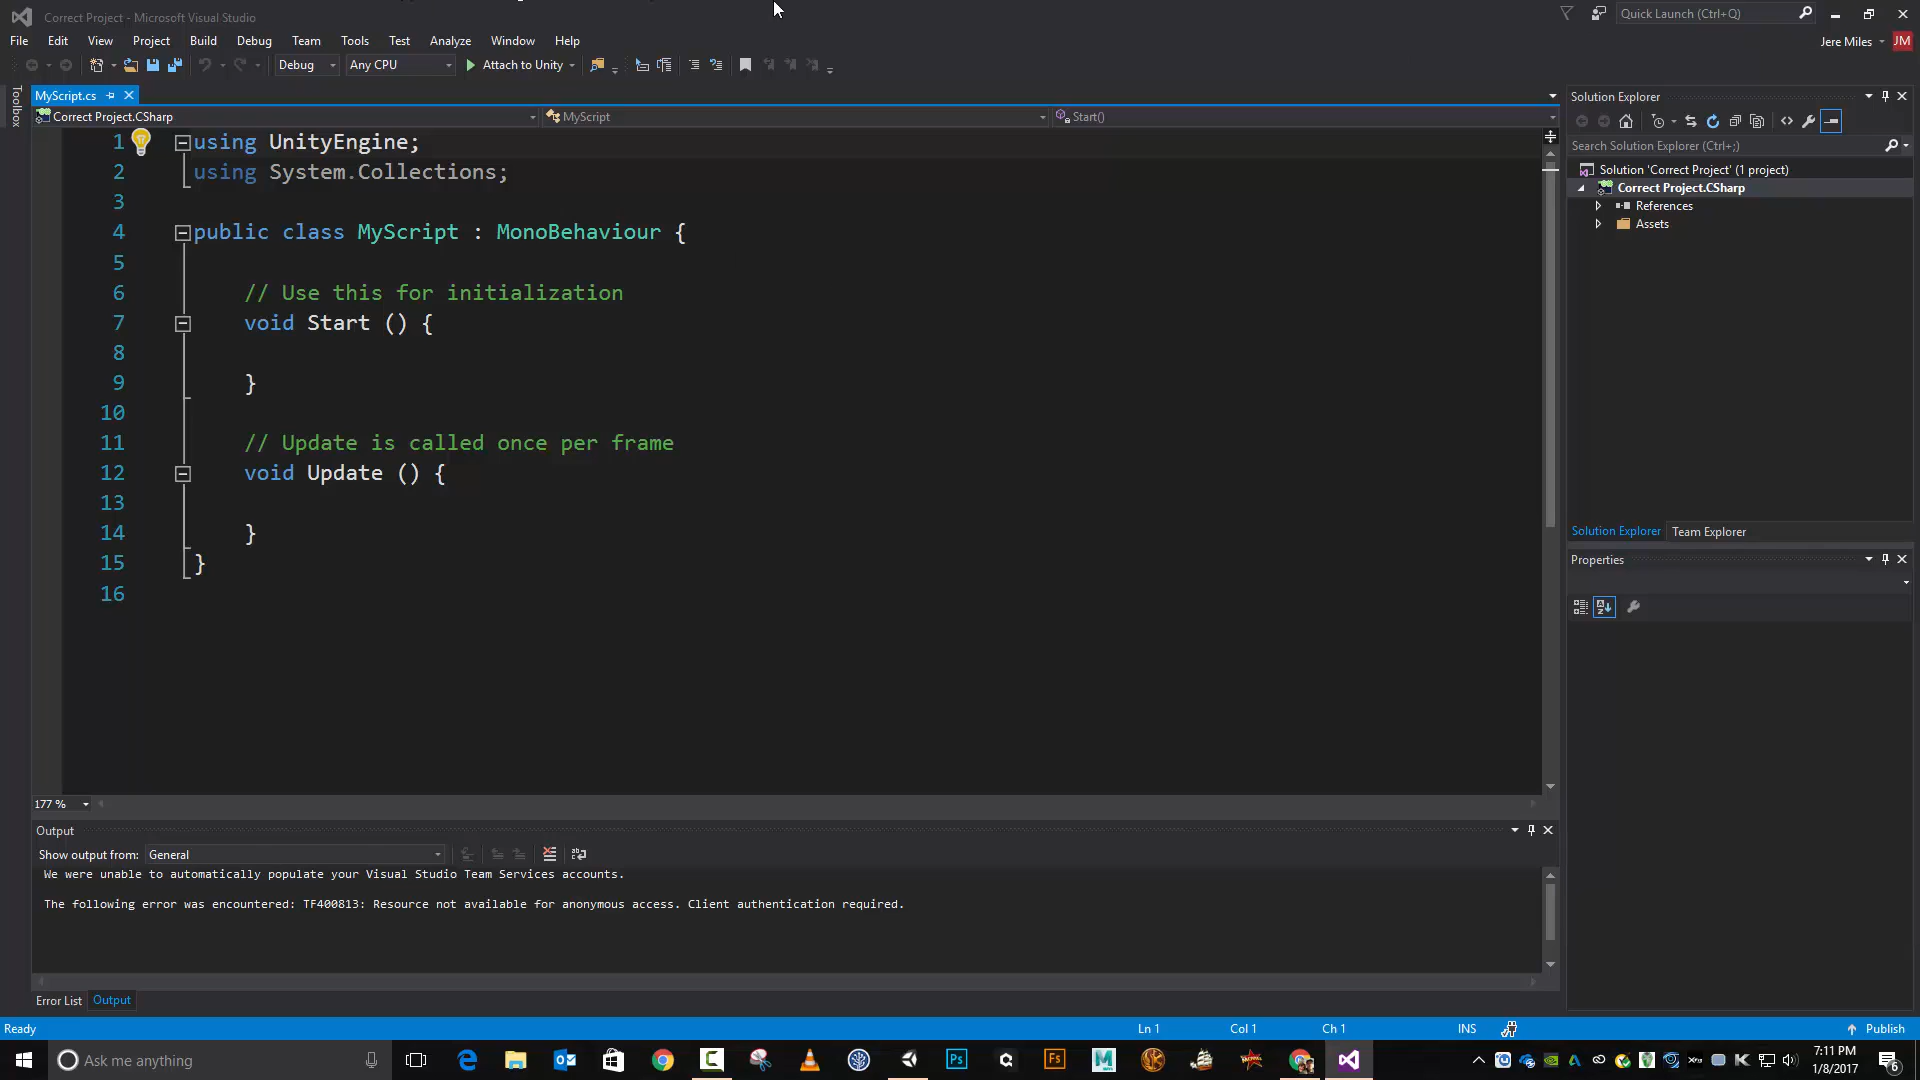 Correct Project - Microsoft Visual Studio
Quick Launch (Ctrl+Q)
File Edit View Project Build Debug Team Tools Test Analyze Window Help
Jere Miles JM
Debug Any CPU Attach to Unity
Toolbox
MyScript.cs
Correct Project.CSharp MyScript Start()
1 using UnityEngine;
2 using System.Collections;
3
4 public class MyScript : MonoBehaviour {
5
6 // Use this for initialization
7 void Start () {
8
9 }
10
11 // Update is called once per frame
12 void Update () {
13
14 }
15 }
16
177 %
Output
Show output from: General
We were unable to automatically populate your Visual Studio Team Services accounts.
The following error was encountered: TF400813: Resource not available for anonymous access. Client authentication required.
Error List Output
Solution Explorer
Search Solution Explorer (Ctrl+;)
Solution 'Correct Project' (1 project)
Correct Project.CSharp
References
Assets
Solution Explorer Team Explorer
Properties
Ready Ln 1 Col 1 Ch 1 INS Publish
Ask me anything
Ps Fs
7:11 PM
1/8/2017
6